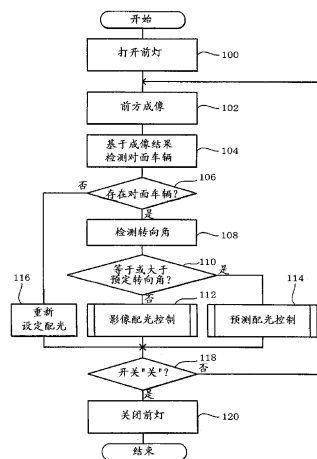 开始
打开前灯
100
前方成像
102
基于成像结果
检测对面车辆
104
106
否
存在对面车辆?
是
检测转向角
108
110
等于或大于
预定转向角?
是
116
否
112
114
重新
设定配光
影像配光控制
预测配光控制
118
开关"关"?
否
是
关闭前灯
120
结束